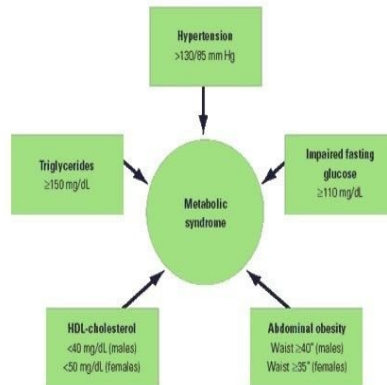 Hypertension
>130/85 mm Hg
Triglycerides
≥150 mg/dL
Impaired fasting
glucose
≥110 mg/dL
Metabolic
syndrome
HDL-cholesterol
<40 mg/dL (males)
<50 mg/dL (females)
Abdominal obesity
Waist ≥40" (males)
Waist ≥35" (females)